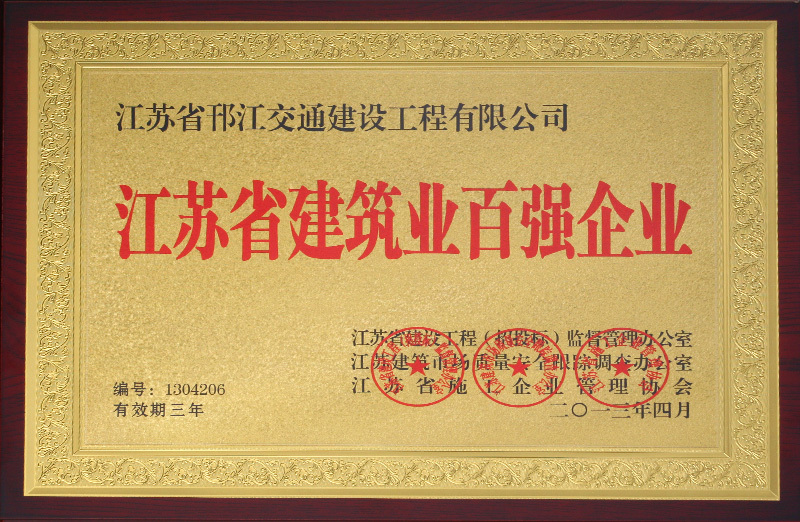 江苏省邗江交通建设工程有限公司
江苏省建筑业百强企业
江苏省建设工程（招投标）监督管理办公室
江苏建筑市场质量安全跟踪调查办公室
江苏省施工企业管理协会
编号：1304206
有效期三年
二〇一三年四月